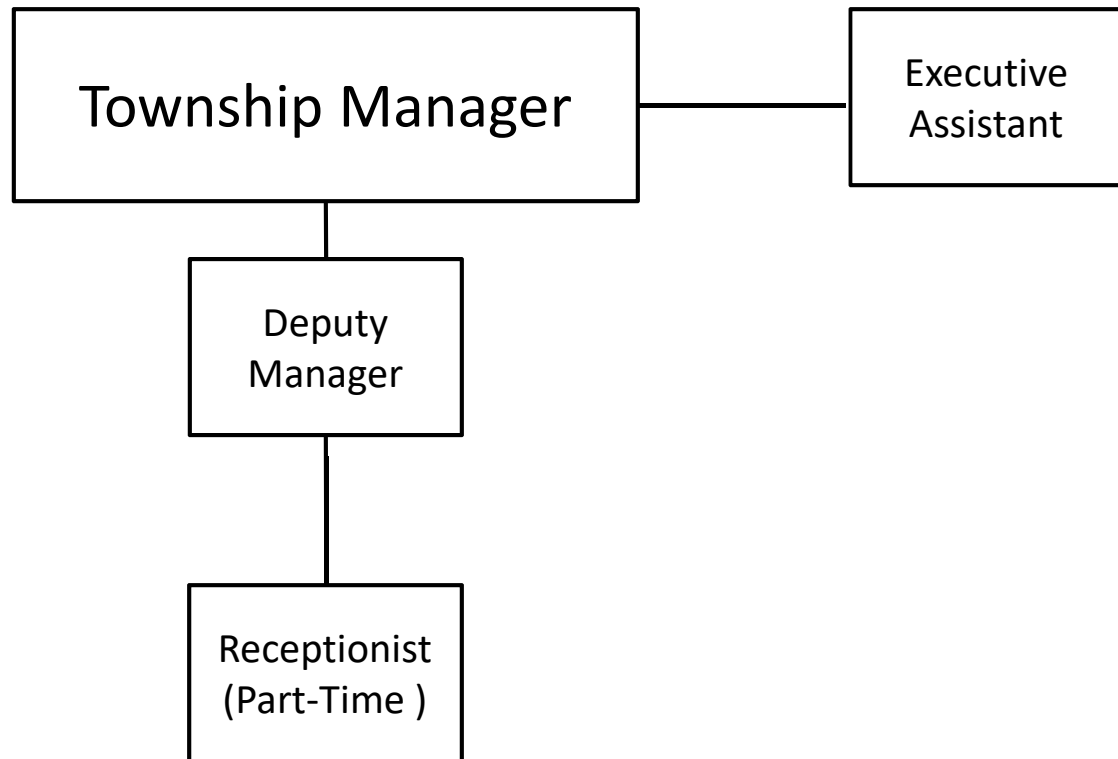 Township Manager
Executive
Assistant
Deputy
Manager
Receptionist
(Part-Time )